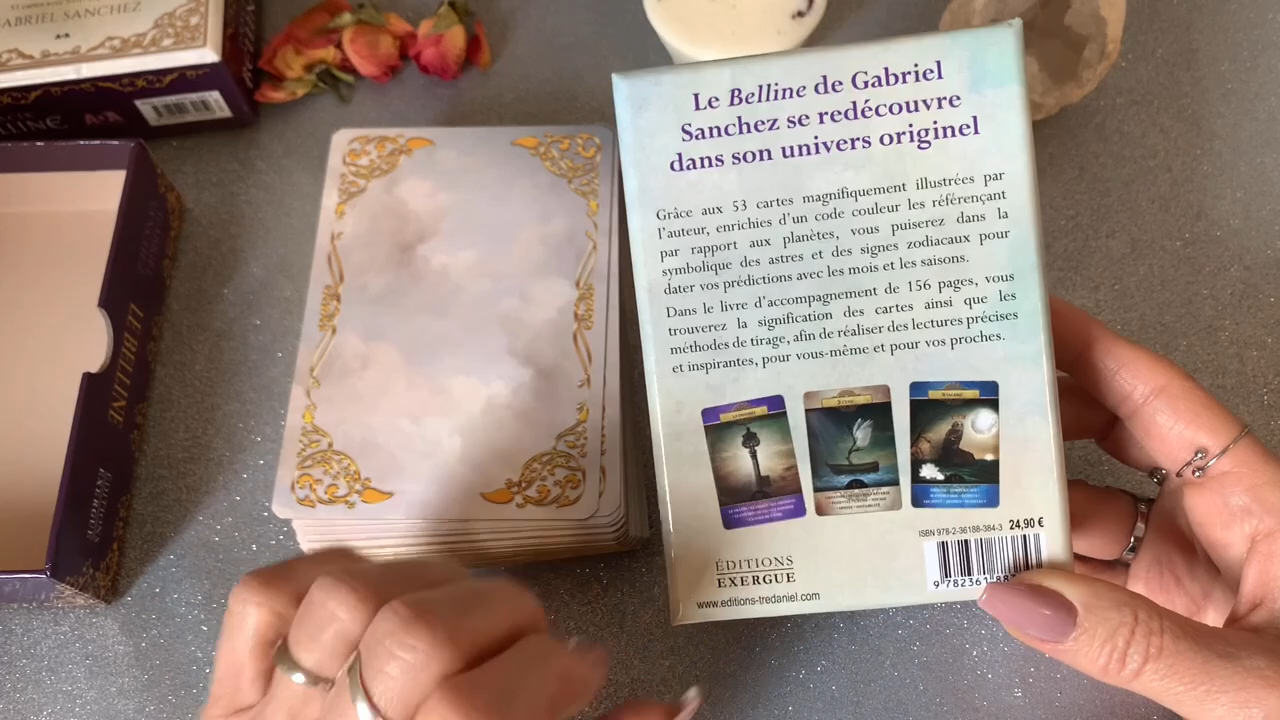 GABRIEL SANCHEZ
LE BELLINE
Le Belline de Gabriel
Sanchez se redécouvre
dans son univers originel
Grâce aux 53 cartes magnifiquement illustrées par
l'auteur, enrichies d'un code couleur les référençant
par rapport aux planètes, vous puiserez dans la
symbolique des astres et des signes zodiacaux pour
dater vos prédictions avec les mois et les saisons.
Dans le livre d'accompagnement de 156 pages, vous
trouverez la signification des cartes ainsi que les
méthodes de tirage, afin de réaliser des lectures précises
et inspirantes, pour vous-même et pour vos proches.
ISBN 978-2-36188-384-3 24,90 €
ÉDITIONS
EXERGUE
www.editions-tredaniel.com